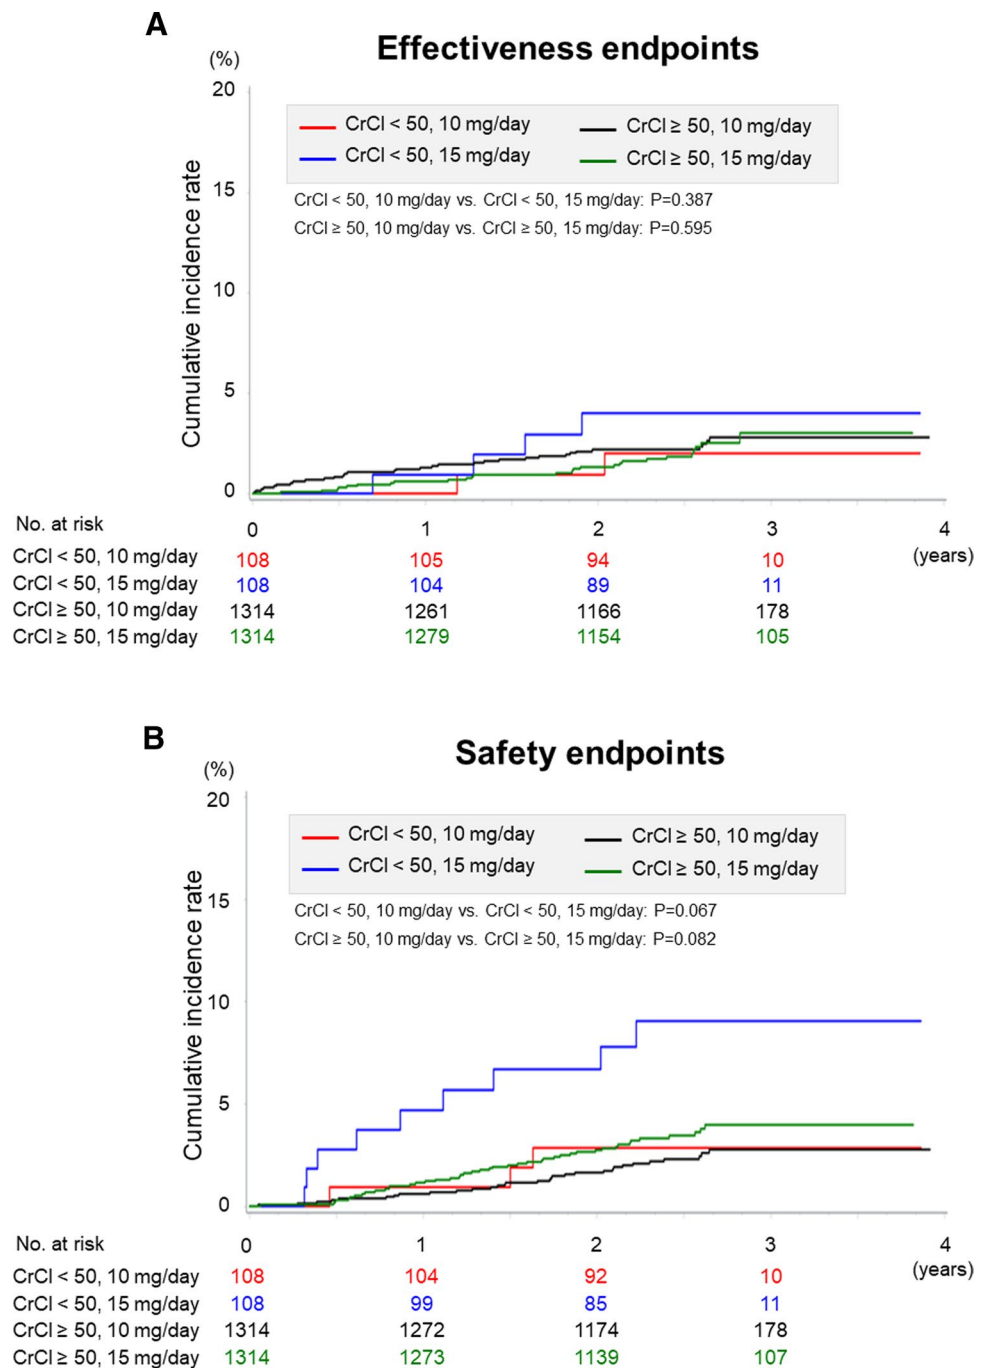 A
Effectiveness endpoints
(%)
20
15
10
5
0
Cumulative incidence rate
CrCl < 50, 10 mg/day
CrCl ≥ 50, 10 mg/day
CrCl < 50, 15 mg/day
CrCl ≥ 50, 15 mg/day
CrCl < 50, 10 mg/day vs. CrCl < 50, 15 mg/day: P=0.387
CrCl ≥ 50, 10 mg/day vs. CrCl ≥ 50, 15 mg/day: P=0.595
No. at risk 0 1 2 3 4
(years)
CrCl < 50, 10 mg/day 108 105 94 10
CrCl < 50, 15 mg/day 108 104 89 11
CrCl ≥ 50, 10 mg/day 1314 1261 1166 178
CrCl ≥ 50, 15 mg/day 1314 1279 1154 105
B
Safety endpoints
(%)
20
15
10
5
0
Cumulative incidence rate
CrCl < 50, 10 mg/day
CrCl ≥ 50, 10 mg/day
CrCl < 50, 15 mg/day
CrCl ≥ 50, 15 mg/day
CrCl < 50, 10 mg/day vs. CrCl < 50, 15 mg/day: P=0.067
CrCl ≥ 50, 10 mg/day vs. CrCl ≥ 50, 15 mg/day: P=0.082
No. at risk 0 1 2 3 4
(years)
CrCl < 50, 10 mg/day 108 104 92 10
CrCl < 50, 15 mg/day 108 99 85 11
CrCl ≥ 50, 10 mg/day 1314 1272 1174 178
CrCl ≥ 50, 15 mg/day 1314 1273 1139 107